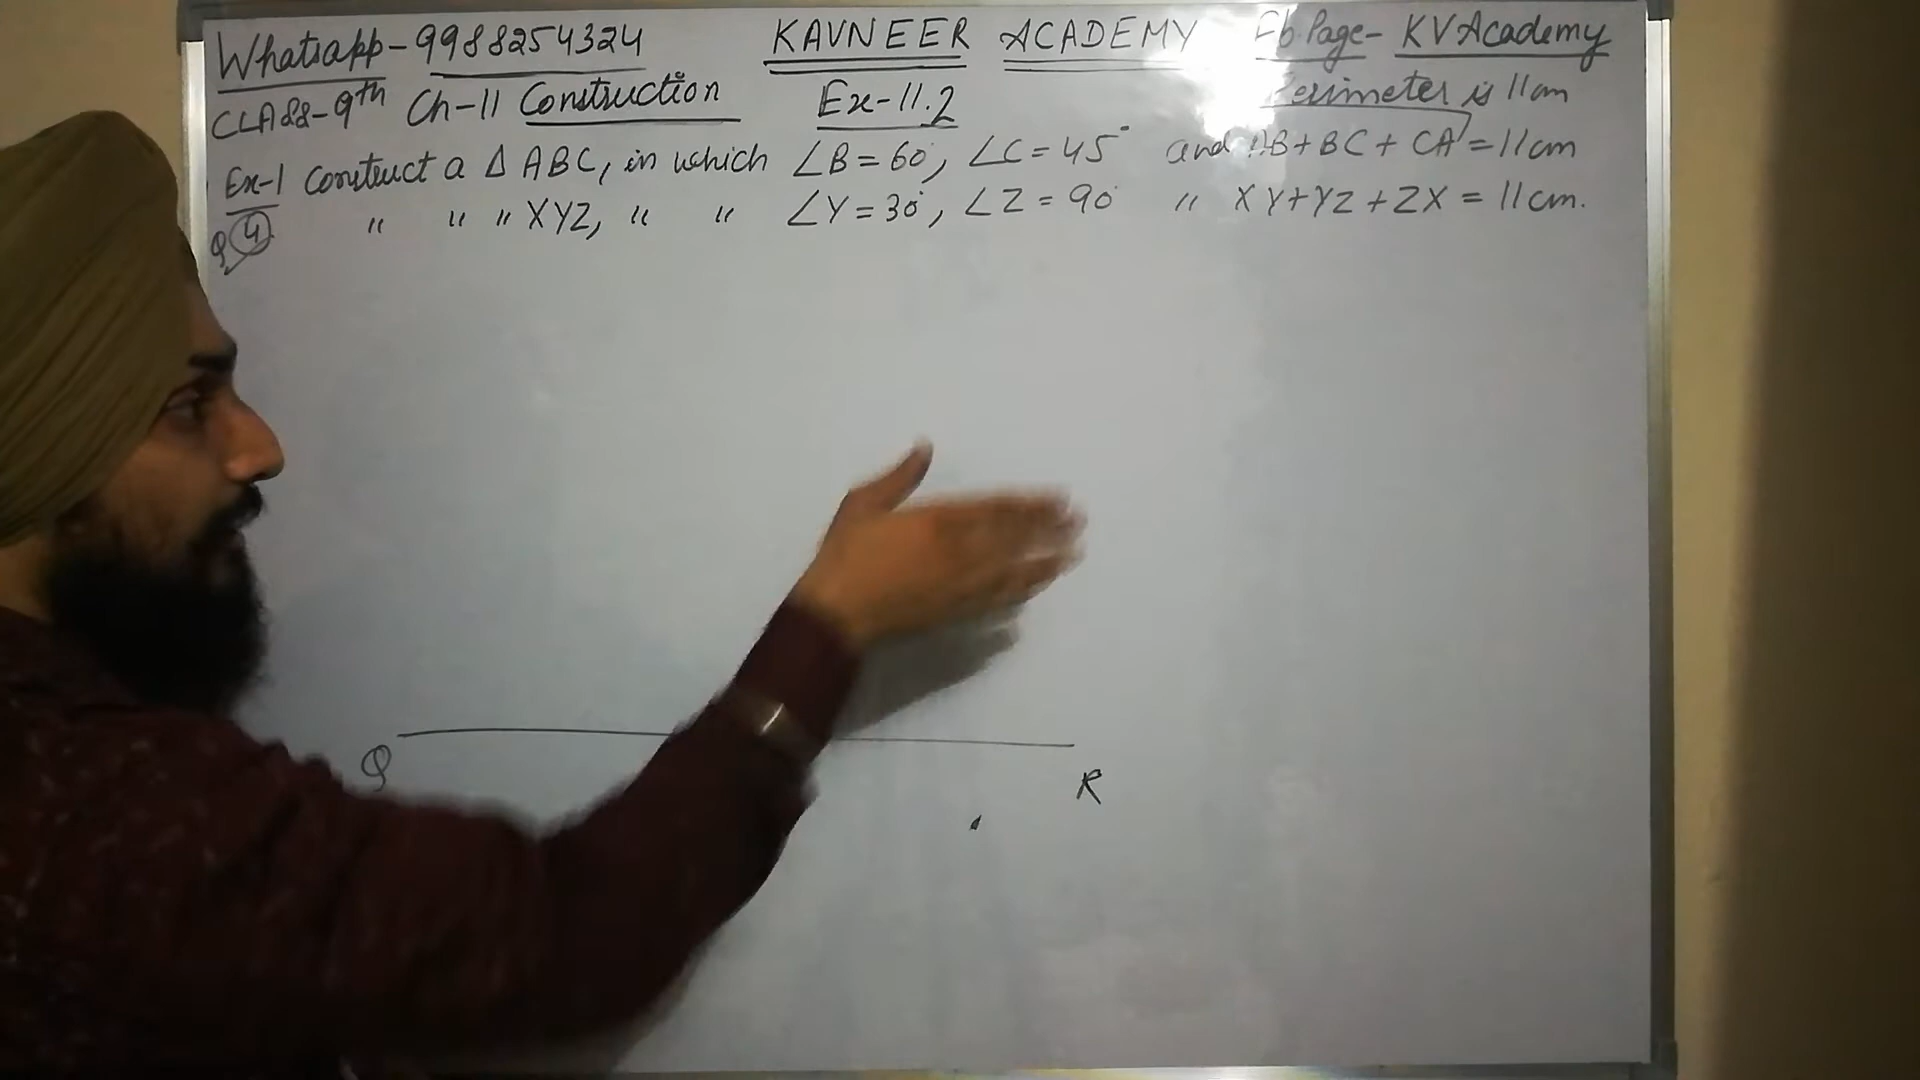 Whatsapp-9988254324 KAVNEER ACADEMY Fb.Page- KVAcademy
CLASS-9th Ch-11 Construction Ex-11.2 Perimeter is 11cm
Ex-1 Construct a Δ ABC, in which ∠B=60°, ∠C=45° and AB+BC+CA=11cm
Q④ " " " XYZ, " " ∠Y=30°, ∠Z=90° " XY+YZ+ZX=11cm.
Q R